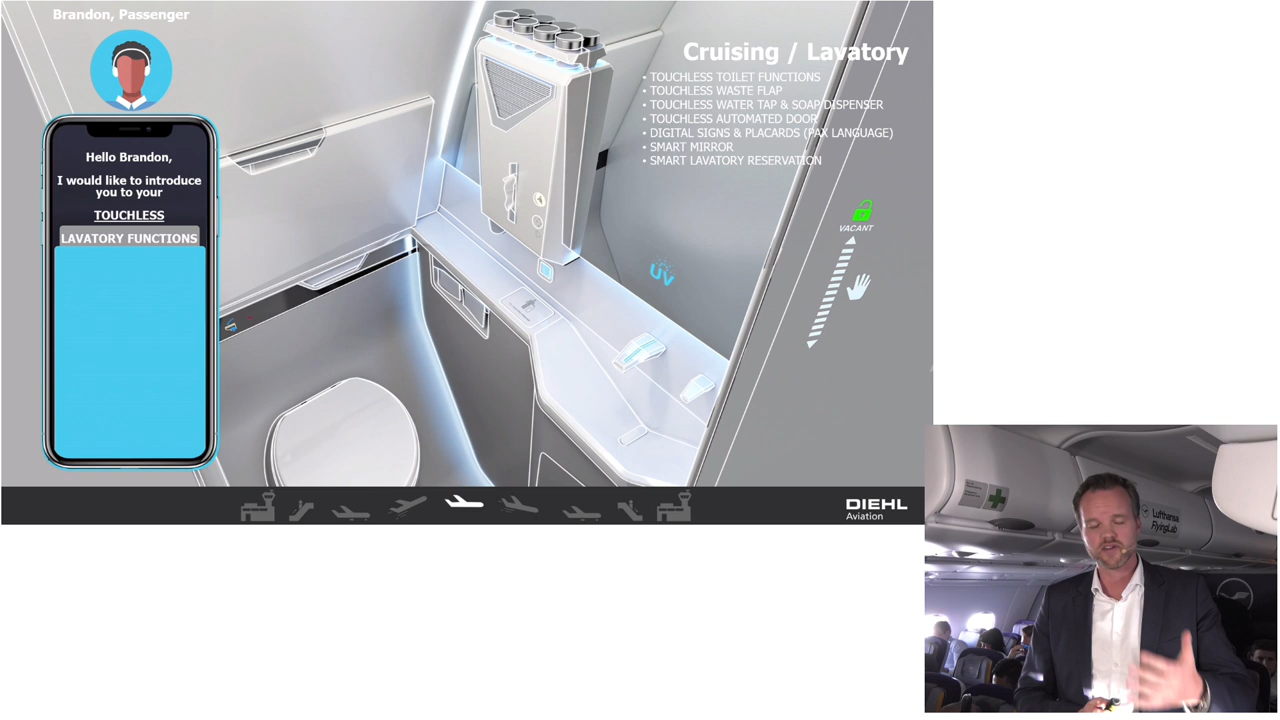 Brandon, Passenger
Hello Brandon,
I would like to introduce
you to your
TOUCHLESS
LAVATORY FUNCTIONS
Cruising / Lavatory
• TOUCHLESS TOILET FUNCTIONS
• TOUCHLESS WASTE FLAP
• TOUCHLESS WATER TAP & SOAP DISPENSER
• TOUCHLESS AUTOMATED DOOR
• DIGITAL SIGNS & PLACARDS (PAX LANGUAGE)
• SMART MIRROR
• SMART LAVATORY RESERVATION
VACANT
UV
DIEHL
Aviation
Lufthansa
FlyingLab